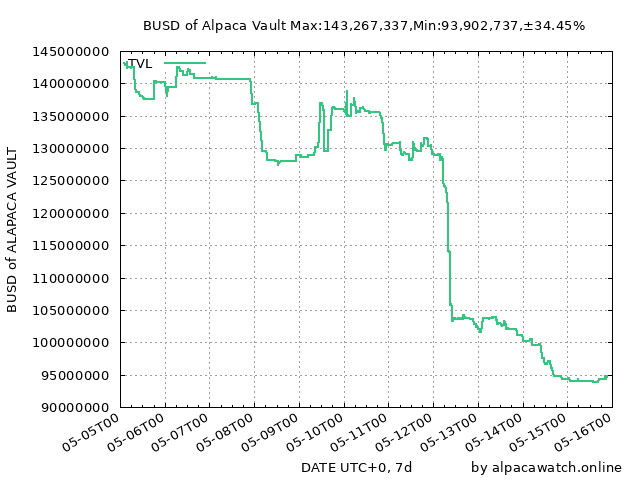 BUSD of Alpaca Vault Max:143,267,337,Min:93,902,737,±34.45%
TVL
145000000
140000000
135000000
130000000
125000000
120000000
115000000
110000000
105000000
100000000
95000000
90000000
BUSD of ALAPACA VAULT
05-05T00
05-06T00
05-07T00
05-08T00
05-09T00
05-10T00
05-11T00
05-12T00
05-13T00
05-14T00
05-15T00
05-16T00
DATE UTC+0, 7d
by alpacawatch.online